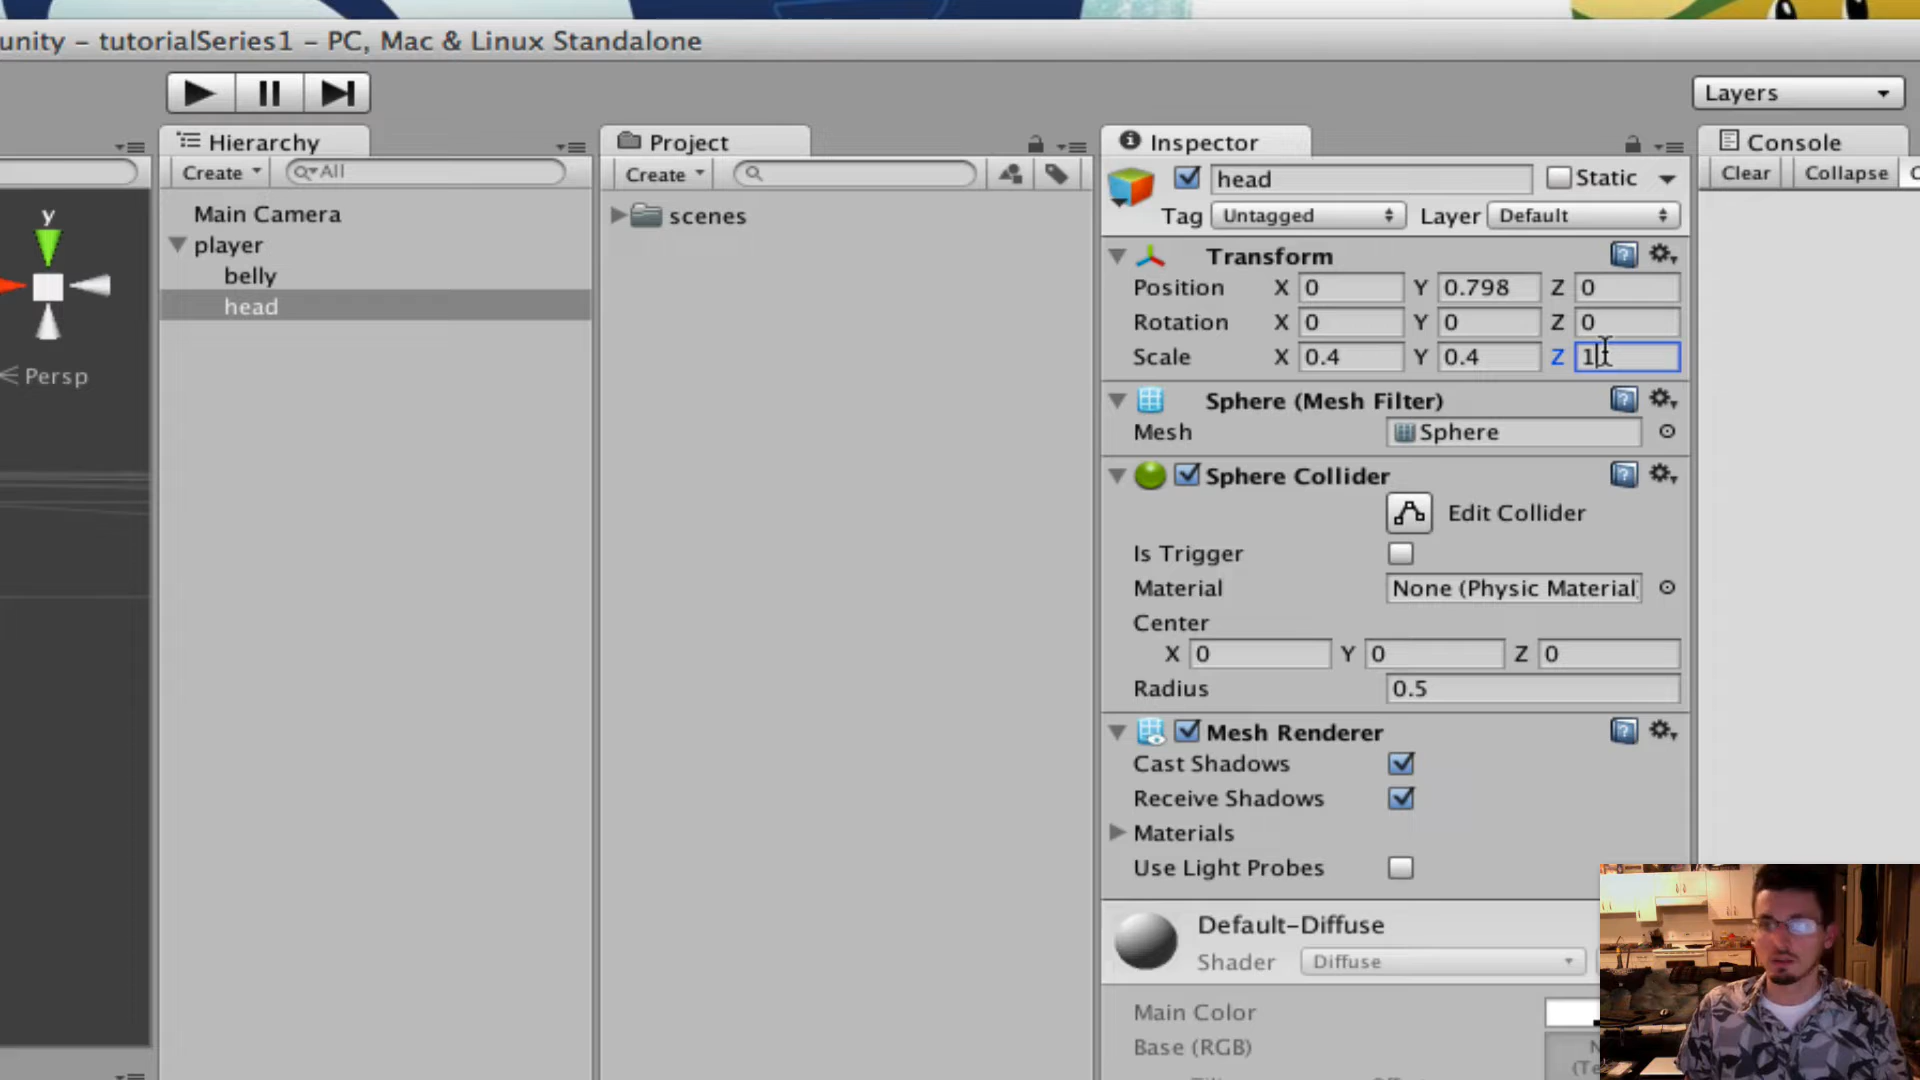 unity - tutorialSeries1 - PC, Mac & Linux Standalone
Layers
Hierarchy
Create
All
Main Camera
player
belly
head
y
Persp
Project
Create
scenes
Inspector
head
Static
Tag Untagged Layer Default
Transform
Position X 0 Y 0.798 Z 0
Rotation X 0 Y 0 Z 0
Scale X 0.4 Y 0.4 Z 1
Sphere (Mesh Filter)
Mesh Sphere
Sphere Collider
Edit Collider
Is Trigger
Material None (Physic Material
Center
X 0 Y 0 Z 0
Radius 0.5
Mesh Renderer
Cast Shadows
Receive Shadows
Materials
Use Light Probes
Default-Diffuse
Shader Diffuse
Main Color
Base (RGB)
Console
Clear Collapse